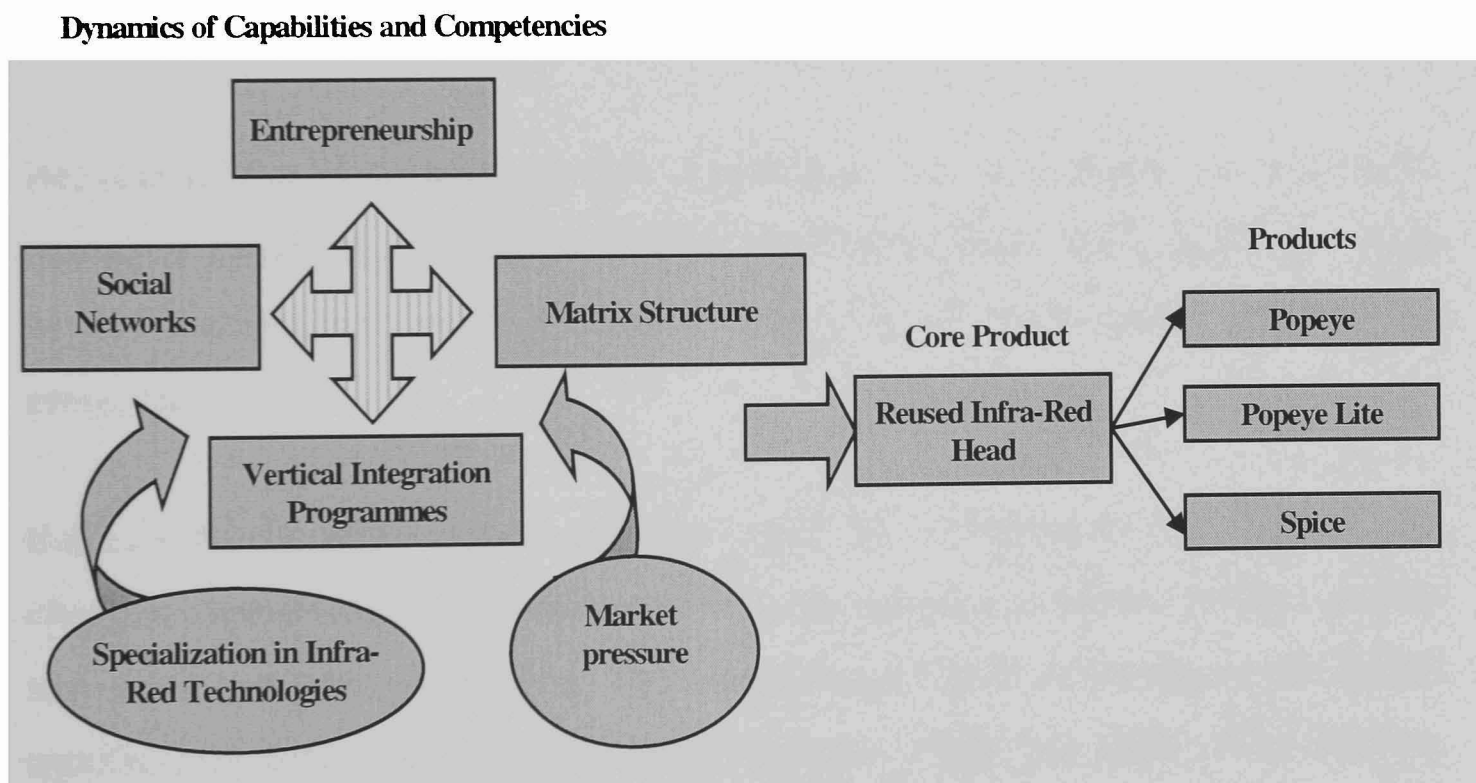 Dynamics of Capabilities and Competencies
Entrepreneurship
Social
Networks
Matrix Structure
Vertical Integration
Programmes
Specialization in Infra-
Red Technologies
Market
pressure
Core Product
Reused Infra-Red
Head
Products
Popeye
Popeye Lite
Spice